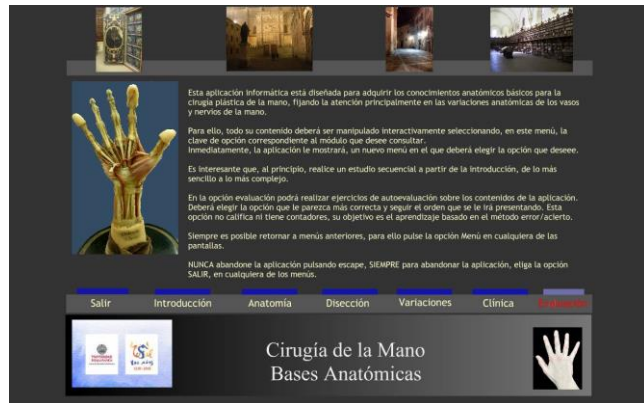 Esta aplicación informática está diseñada para adquirir los conocimientos anatómicos básicos para la
cirugía plástica de la mano, fijando la atención principalmente en las variaciones anatómicas de los vasos
y nervios de la mano.
Para ello, todo su contenido deberá ser manipulado interactivamente seleccionando, en este menú, la
clave de opción correspondiente al módulo que desee consultar.
Inmediatamente, la aplicación le mostrará, un nuevo menú en el que deberá elegir la opción que deseee.
Es interesante que, al principio, realice un estudio secuencial a partir de la introducción, de lo más
sencillo a lo más complejo.
En la opción evaluación podrá realizar ejercicios de autoevaluación sobre los contenidos de la aplicación.
Deberá elegir la opción que le parezca más correcta y seguir el orden que se le irá presentando. Esta
opción no califica ni tiene contadores, su objetivo es el aprendizaje basado en el método error/acierto.
Siempre es posible retornar a menús anteriores, para ello pulse la opción Menú en cualquiera de las
pantallas.
NUNCA abandone la aplicación pulsando escape, SIEMPRE para abandonar la aplicación, eliga la opción
SALIR, en cualquiera de los menús.
Salir Introducción Anatomía Disección Variaciones Clínica
Cirugía de la Mano
Bases Anatómicas